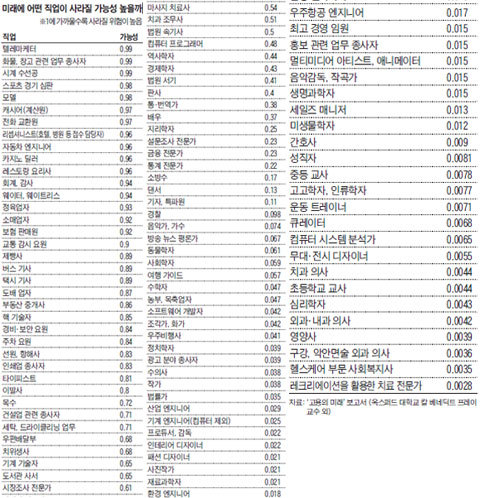 미래에 어떤 직업이 사라질 가능성 높을까
※1에 가까울수록 사라질 위험이 높음
직업 가능성
텔레마케터 0.99
화물, 창고 관련 업무 종사자 0.99
시계 수선공 0.99
스포츠 경기 심판 0.98
모델 0.98
캐시어(계산원) 0.97
전화 교환원 0.97
리셉셔니스트(호텔, 병원 등 접수 담당자) 0.96
자동차 엔지니어 0.96
카지노 딜러 0.96
레스토랑 요리사 0.96
회계, 감사 0.94
웨이터, 웨이트리스 0.94
정육업자 0.93
소매업자 0.92
보험 판매원 0.92
교통 감시 요원 0.9
제빵사 0.89
버스 기사 0.89
택시 기사 0.89
도배 업자 0.87
부동산 중개사 0.86
핵 기술자 0.85
경비·보안 요원 0.84
주차 요원 0.84
선원, 항해사 0.83
인쇄업 종사자 0.83
타이피스트 0.81
이발사 0.8
목수 0.72
건설업 관련 종사자 0.71
세탁, 드라이클리닝 업무 0.71
우편배달부 0.68
치위생사 0.68
기계 기술자 0.65
도서관 사서 0.65
시장조사 전문가 0.61
마사지 치료사 0.54
치과 조무사 0.51
법원 속기사 0.5
컴퓨터 프로그래머 0.48
역사학자 0.44
경제학자 0.43
법원 서기 0.41
판사 0.4
통·번역가 0.38
배우 0.37
지리학자 0.25
설문조사 전문가 0.23
금융 전문가 0.23
통계 전문가 0.22
소방수 0.17
댄서 0.13
기자, 특파원 0.11
경찰 0.098
음악가, 가수 0.074
방송 뉴스 평론가 0.067
동물학자 0.061
사회학자 0.059
여행 가이드 0.057
수학자 0.047
농부, 목축업자 0.047
소프트웨어 개발자 0.042
조각가, 화가 0.042
우주비행사 0.041
정치학자 0.039
광고 분야 종사자 0.039
수의사 0.038
작가 0.038
법률가 0.035
산업 엔지니어 0.029
기계 엔지니어(컴퓨터 제외) 0.025
프로듀서, 감독 0.022
인테리어 디자이너 0.022
패션 디자이너 0.021
사진작가 0.021
재료과학자 0.021
환경 엔지니어 0.018
우주항공 엔지니어 0.017
최고 경영 임원 0.015
홍보 관련 업무 종사자 0.015
멀티미디어 아티스트, 애니메이터 0.015
음악감독, 작곡가 0.015
생명과학자 0.015
세일즈 매니저 0.013
미생물학자 0.012
간호사 0.009
성직자 0.0081
중등 교사 0.0078
고고학자, 인류학자 0.0077
운동 트레이너 0.0071
큐레이터 0.0068
컴퓨터 시스템 분석가 0.0065
무대·전시 디자이너 0.0055
치과 의사 0.0044
초등학교 교사 0.0044
심리학자 0.0043
외과·내과 의사 0.0042
영양사 0.0039
구강, 악안면술 외과 의사 0.0036
헬스케어 부문 사회복지사 0.0035
레크리에이션을 활용한 치료 전문가 0.0028
자료: '고용의 미래' 보고서 (옥스퍼드 대학교 칼 베네딕트 프레이
교수 외)